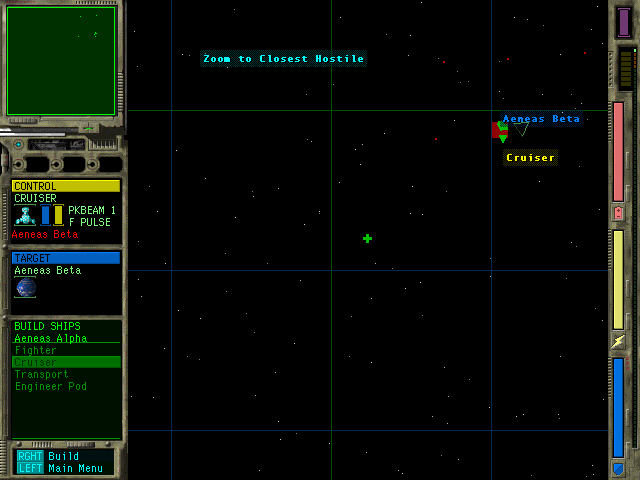 Zoom to Closest Hostile
Aeneas Beta
Cruiser
CONTROL
CRUISER
PKBEAM 1
F PULSE
Aeneas Beta
TARGET
Aeneas Beta
BUILD SHIPS
Aeneas Alpha
Fighter
Cruiser
Transport
Engineer Pod
RGHT Build
LEFT Main Menu